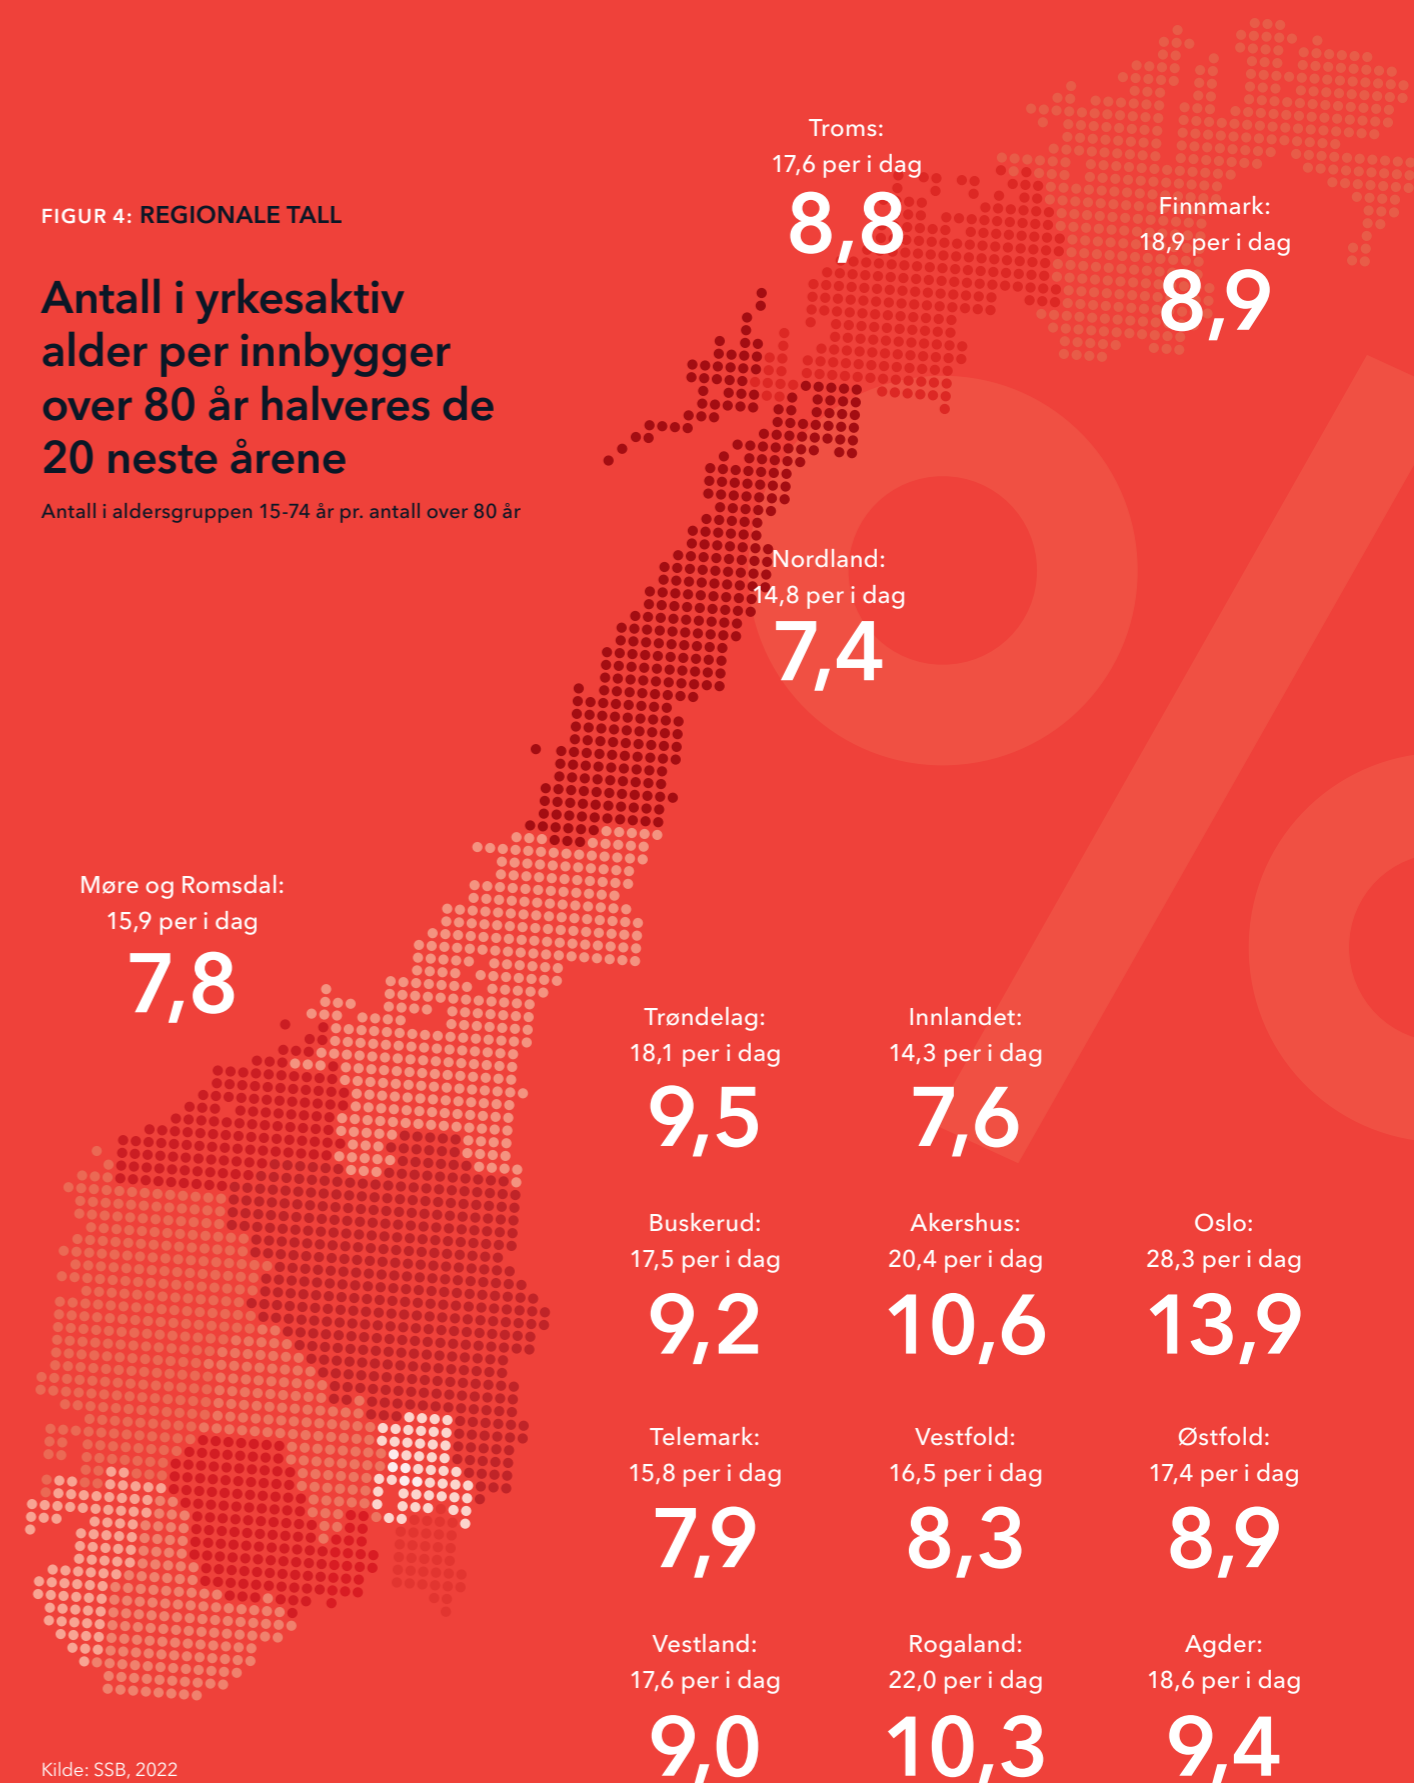 FIGUR 4: REGIONALE TALL
Antall i yrkesaktiv
alder per innbygger
over 80 år halveres de
20 neste årene
Antall i aldersgruppen 15-74 år pr. antall over 80 år
Troms:
17,6 per i dag
8,8
Finnmark:
18,9 per i dag
8,9
Nordland:
14,8 per i dag
7,4
Møre og Romsdal:
15,9 per i dag
7,8
Trøndelag:
18,1 per i dag
9,5
Innlandet:
14,3 per i dag
7,6
Buskerud:
17,5 per i dag
9,2
Akershus:
20,4 per i dag
10,6
Oslo:
28,3 per i dag
13,9
Telemark:
15,8 per i dag
7,9
Vestfold:
16,5 per i dag
8,3
Østfold:
17,4 per i dag
8,9
Vestland:
17,6 per i dag
9,0
Rogaland:
22,0 per i dag
10,3
Agder:
18,6 per i dag
9,4
Kilde: SSB, 2022
%